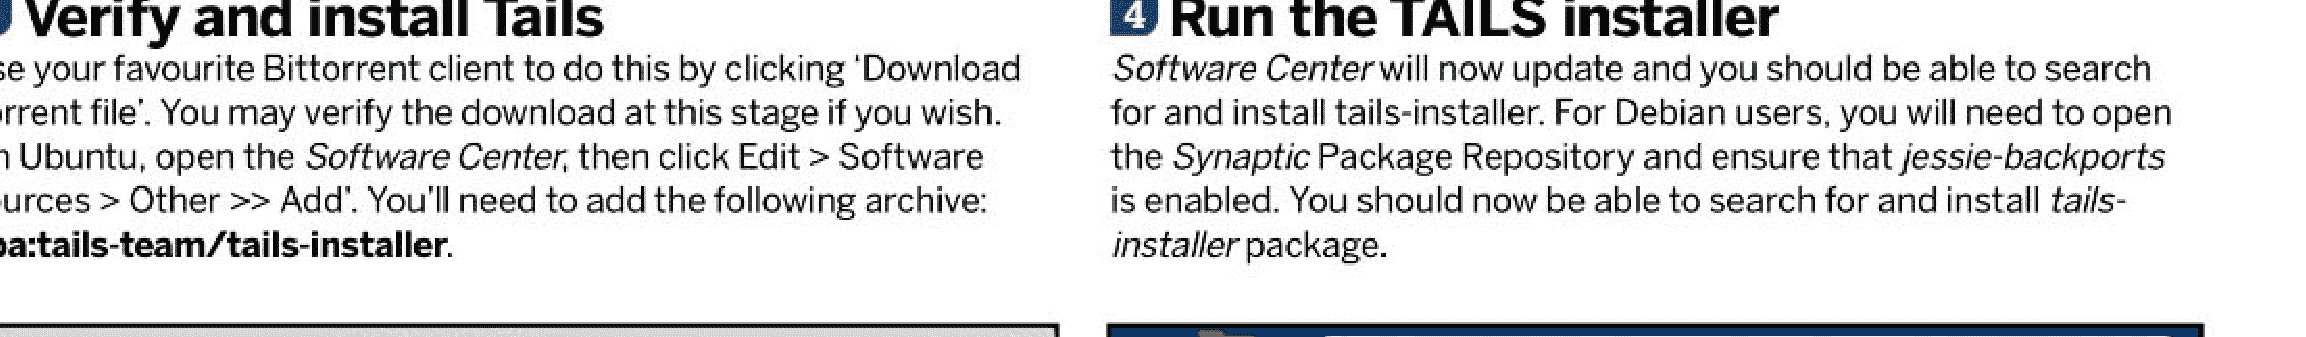 Verify and install Tails
se your favourite Bittorrent client to do this by clicking ‘Download
rrent file’. You may verify the download at this stage if you wish.
n Ubuntu, open the Software Center, then click Edit > Software
urces > Other >> Add’. You’ll need to add the following archive:
pa:tails-team/tails-installer.
4 Run the TAILS installer
Software Center will now update and you should be able to search
for and install tails-installer. For Debian users, you will need to open
the Synaptic Package Repository and ensure that jessie-backports
is enabled. You should now be able to search for and install tails-
installer package.